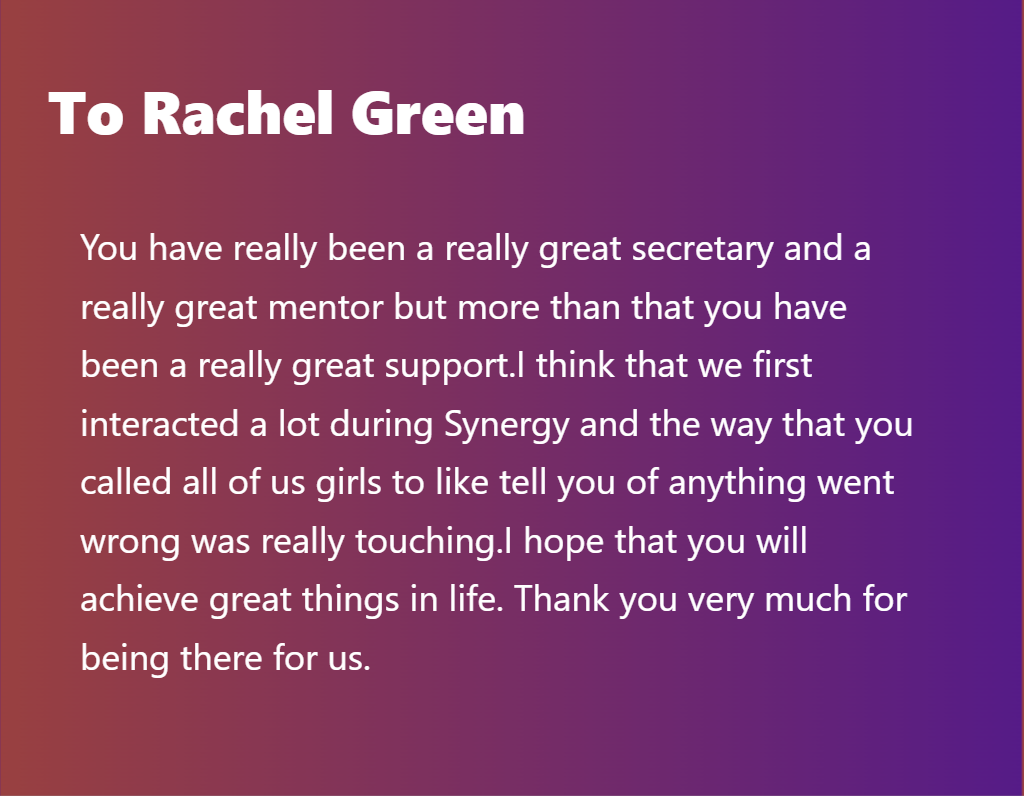 To Rachel Green
You have really been a really great secretary and a
really great mentor but more than that you have
been a really great support.I think that we first
interacted a lot during Synergy and the way that you
called all of us girls to like tell you of anything went
wrong was really touching.I hope that you will
achieve great things in life. Thank you very much for
being there for us.